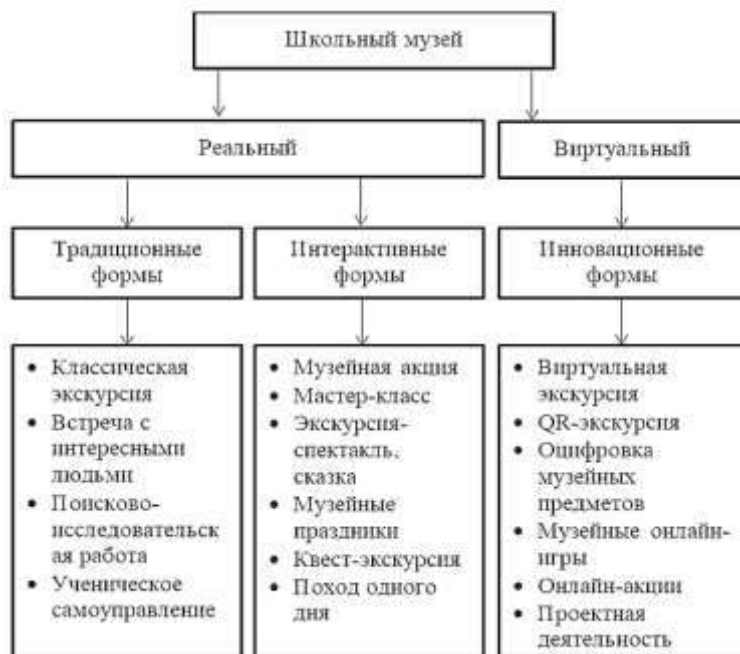 Школьный музей
Реальный
Виртуальный
Традиционные
формы
Интерактивные
формы
Инновационные
формы
• Классическая
экскурсия
• Встреча с
интересными
людьми
• Поисково-
исследовательск
ая работа
• Ученическое
самоуправление
• Музейная акция
• Мастер-класс
• Экскурсия-
спектакль,
сказка
• Музейные
праздники
• Квест-экскурсия
• Поход одного
дня
• Виртуальная
экскурсия
• QR-экскурсия
• Оцифровка
музейных
предметов
• Музейные онлайн-
игры
• Онлайн-акции
• Проектная
деятельность